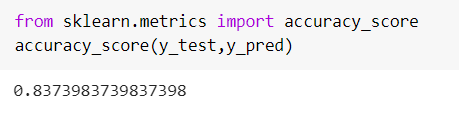 from sklearn.metrics import accuracy_score
accuracy_score(y_test,y_pred)
0.8373983739837398